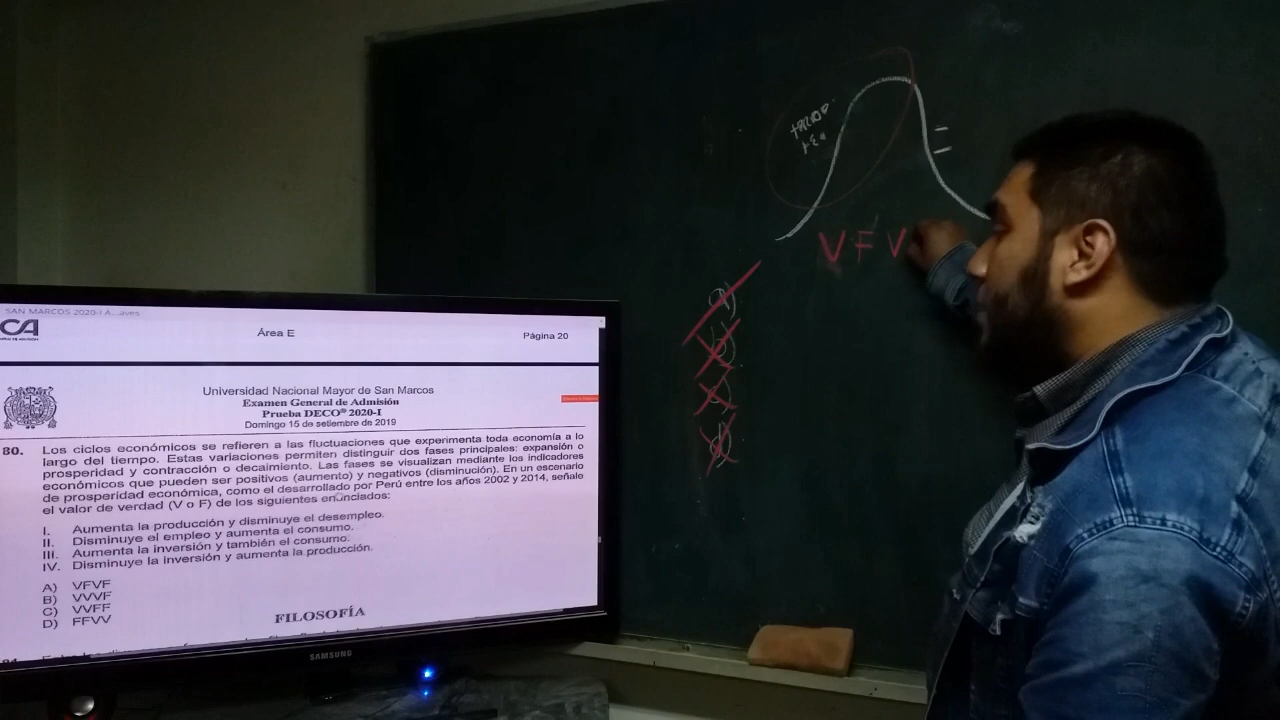 SAN MARCOS 2020-I A...aves
CA
Área E
Página 20
Universidad Nacional Mayor de San Marcos
Examen General de Admisión
Prueba DECO® 2020-I
Domingo 15 de setiembre de 2019
80. Los ciclos económicos se refieren a las fluctuaciones que experimenta toda economía a lo
largo del tiempo. Estas variaciones permiten distinguir dos fases principales: expansión o
prosperidad y contracción o decaimiento. Las fases se visualizan mediante los indicadores
económicos que pueden ser positivos (aumento) y negativos (disminución). En un escenario
de prosperidad económica, como el desarrollado por Perú entre los años 2002 y 2014, señale
el valor de verdad (V o F) de los siguientes enunciados:
I. Aumenta la producción y disminuye el desempleo.
II. Disminuye el empleo y aumenta el consumo.
III. Aumenta la inversión y también el consumo.
IV. Disminuye la inversión y aumenta la producción.
A) VFVF
B) VVVF
C) VVFF
D) FFVV
FILOSOFÍA
SAMSUNG
V F V